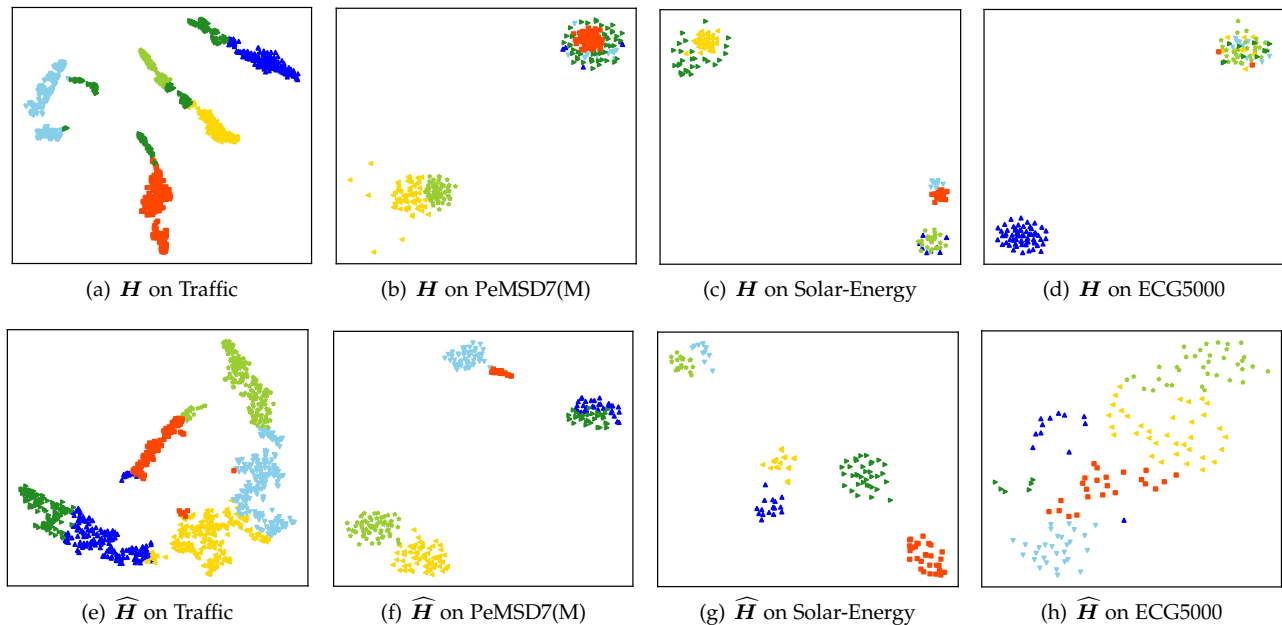 (a) H on Traffic
(b) H on PeMSD7(M)
(c) H on Solar-Energy
(d) H on ECG5000
(e) Ĥ on Traffic
(f) Ĥ on PeMSD7(M)
(g) Ĥ on Solar-Energy
(h) Ĥ on ECG5000